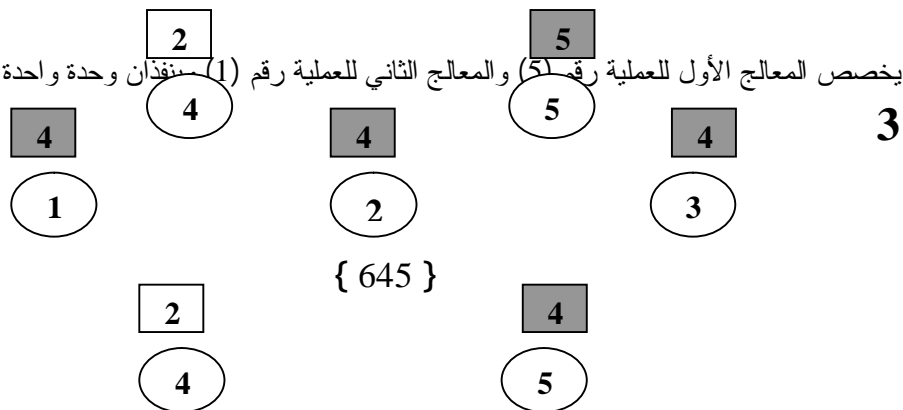 2 5
يخصص المعالج الأول للعملية رقم (5) والمعالج الثاني للعملية رقم (1) وينفذان وحدة واحدة
4 5
3
4 4 4
1 2 3
{ 645 }
2 4
4 5